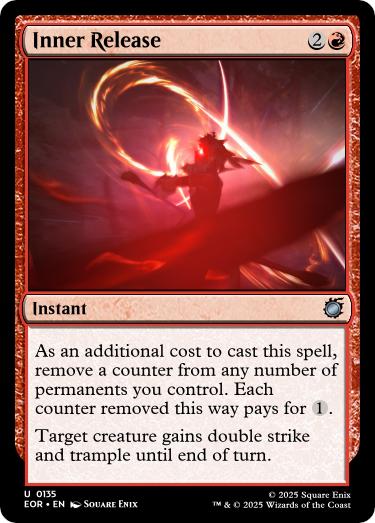 Inner Release 2
Instant
As an additional cost to cast this spell,
remove a counter from any number of
permanents you control. Each
counter removed this way pays for 1.
Target creature gains double strike
and trample until end of turn.
U 0135 © 2025 Square Enix
EOR • EN Square Enix ™ & © 2025 Wizards of the Coast